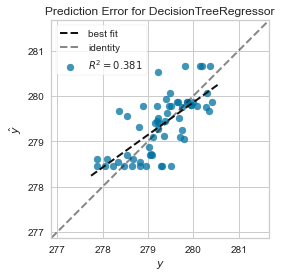 Prediction Error for DecisionTreeRegressor
best fit
identity
R² = 0.381
281
280
279
278
277
ŷ
277 278 279 280 281
y